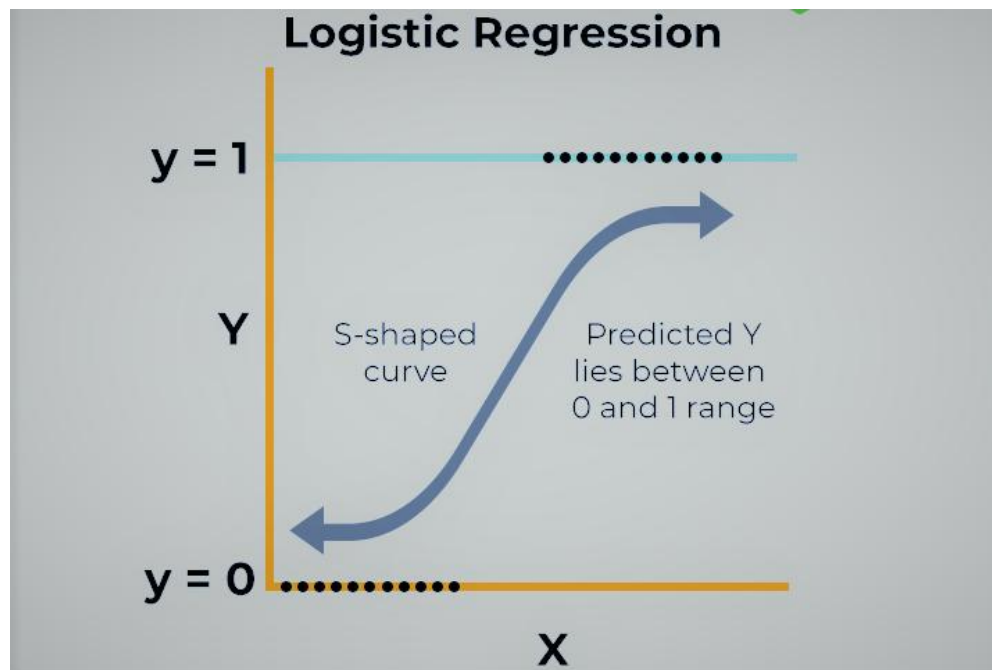 Logistic Regression
y = 1
Y
S-shaped
curve
Predicted Y
lies between
0 and 1 range
y = 0
X